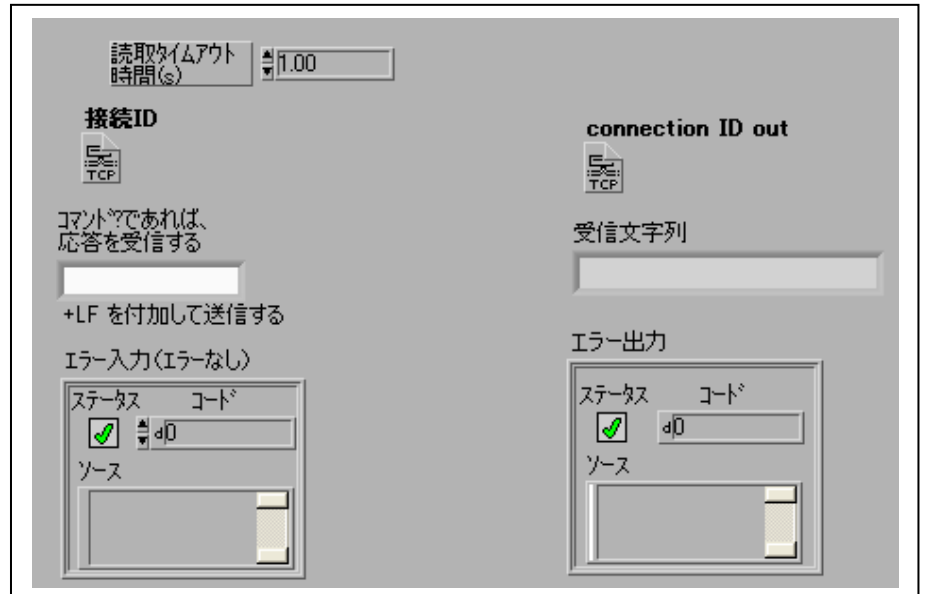 読取ﾀｲﾑｱｳﾄ
時間(s)
1.00
接続ID
TCP
connection ID out
TCP
ｺﾏﾝﾄﾞ?であれば、
応答を受信する
+LF を付加して送信する
受信文字列
ｴﾗｰ入力(ｴﾗｰなし)
ｽﾃｰﾀｽ ｺｰﾄﾞ
d0
ｿｰｽ
ｴﾗｰ出力
ｽﾃｰﾀｽ ｺｰﾄﾞ
d0
ｿｰｽ